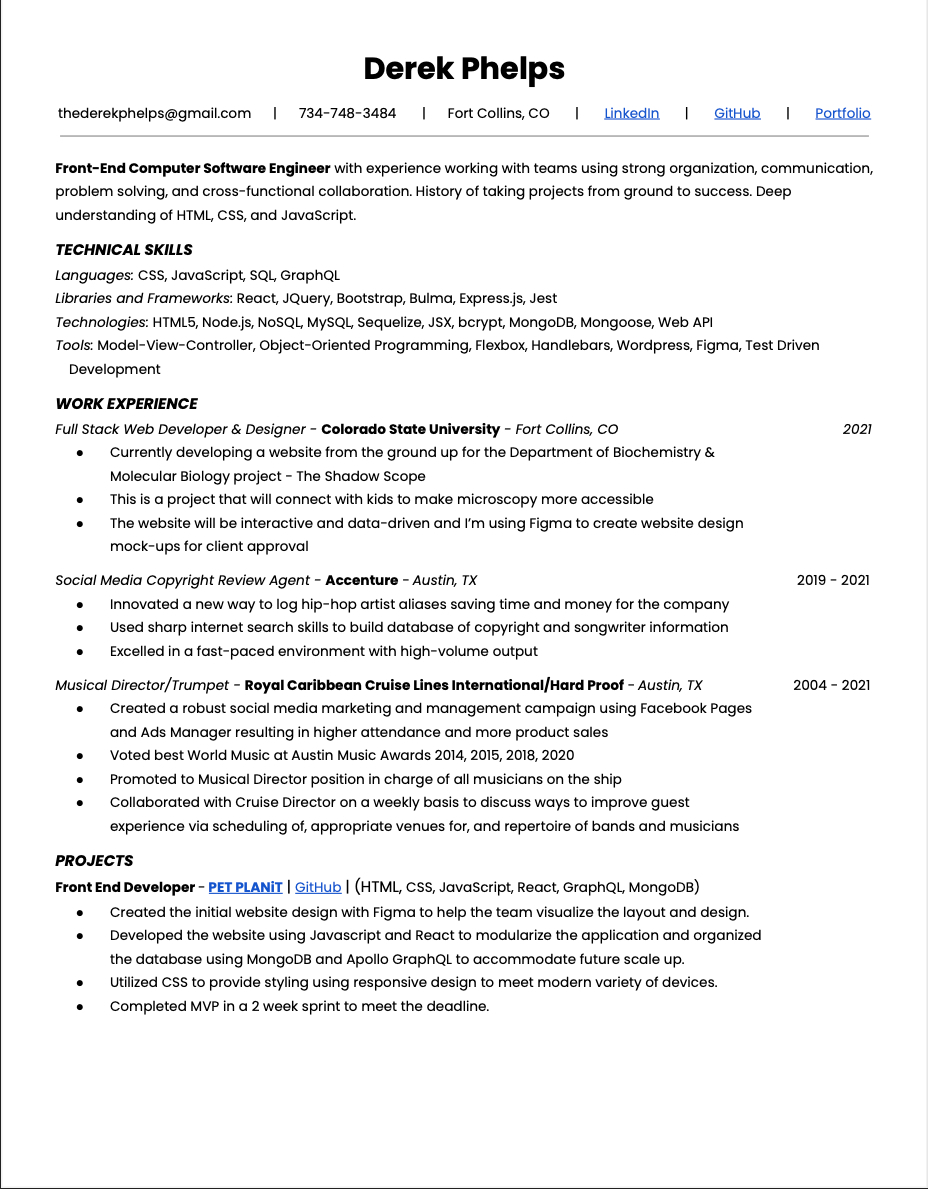 Derek Phelps
thederekphelps@gmail.com | 734-748-3484 | Fort Collins, CO | LinkedIn | GitHub | Portfolio
Front-End Computer Software Engineer with experience working with teams using strong organization, communication,
problem solving, and cross-functional collaboration. History of taking projects from ground to success. Deep
understanding of HTML, CSS, and JavaScript.
TECHNICAL SKILLS
Languages: CSS, JavaScript, SQL, GraphQL
Libraries and Frameworks: React, JQuery, Bootstrap, Bulma, Express.js, Jest
Technologies: HTML5, Node.js, NoSQL, MySQL, Sequelize, JSX, bcrypt, MongoDB, Mongoose, Web API
Tools: Model-View-Controller, Object-Oriented Programming, Flexbox, Handlebars, Wordpress, Figma, Test Driven
Development
WORK EXPERIENCE
Full Stack Web Developer & Designer - Colorado State University - Fort Collins, CO 2021
● Currently developing a website from the ground up for the Department of Biochemistry &
Molecular Biology project - The Shadow Scope
● This is a project that will connect with kids to make microscopy more accessible
● The website will be interactive and data-driven and I'm using Figma to create website design
mock-ups for client approval
Social Media Copyright Review Agent - Accenture - Austin, TX 2019 - 2021
● Innovated a new way to log hip-hop artist aliases saving time and money for the company
● Used sharp internet search skills to build database of copyright and songwriter information
● Excelled in a fast-paced environment with high-volume output
Musical Director/Trumpet - Royal Caribbean Cruise Lines International/Hard Proof - Austin, TX 2004 - 2021
● Created a robust social media marketing and management campaign using Facebook Pages
and Ads Manager resulting in higher attendance and more product sales
● Voted best World Music at Austin Music Awards 2014, 2015, 2018, 2020
● Promoted to Musical Director position in charge of all musicians on the ship
● Collaborated with Cruise Director on a weekly basis to discuss ways to improve guest
experience via scheduling of, appropriate venues for, and repertoire of bands and musicians
PROJECTS
Front End Developer - PET PLANiT | GitHub | (HTML, CSS, JavaScript, React, GraphQL, MongoDB)
● Created the initial website design with Figma to help the team visualize the layout and design.
● Developed the website using Javascript and React to modularize the application and organized
the database using MongoDB and Apollo GraphQL to accommodate future scale up.
● Utilized CSS to provide styling using responsive design to meet modern variety of devices.
● Completed MVP in a 2 week sprint to meet the deadline.